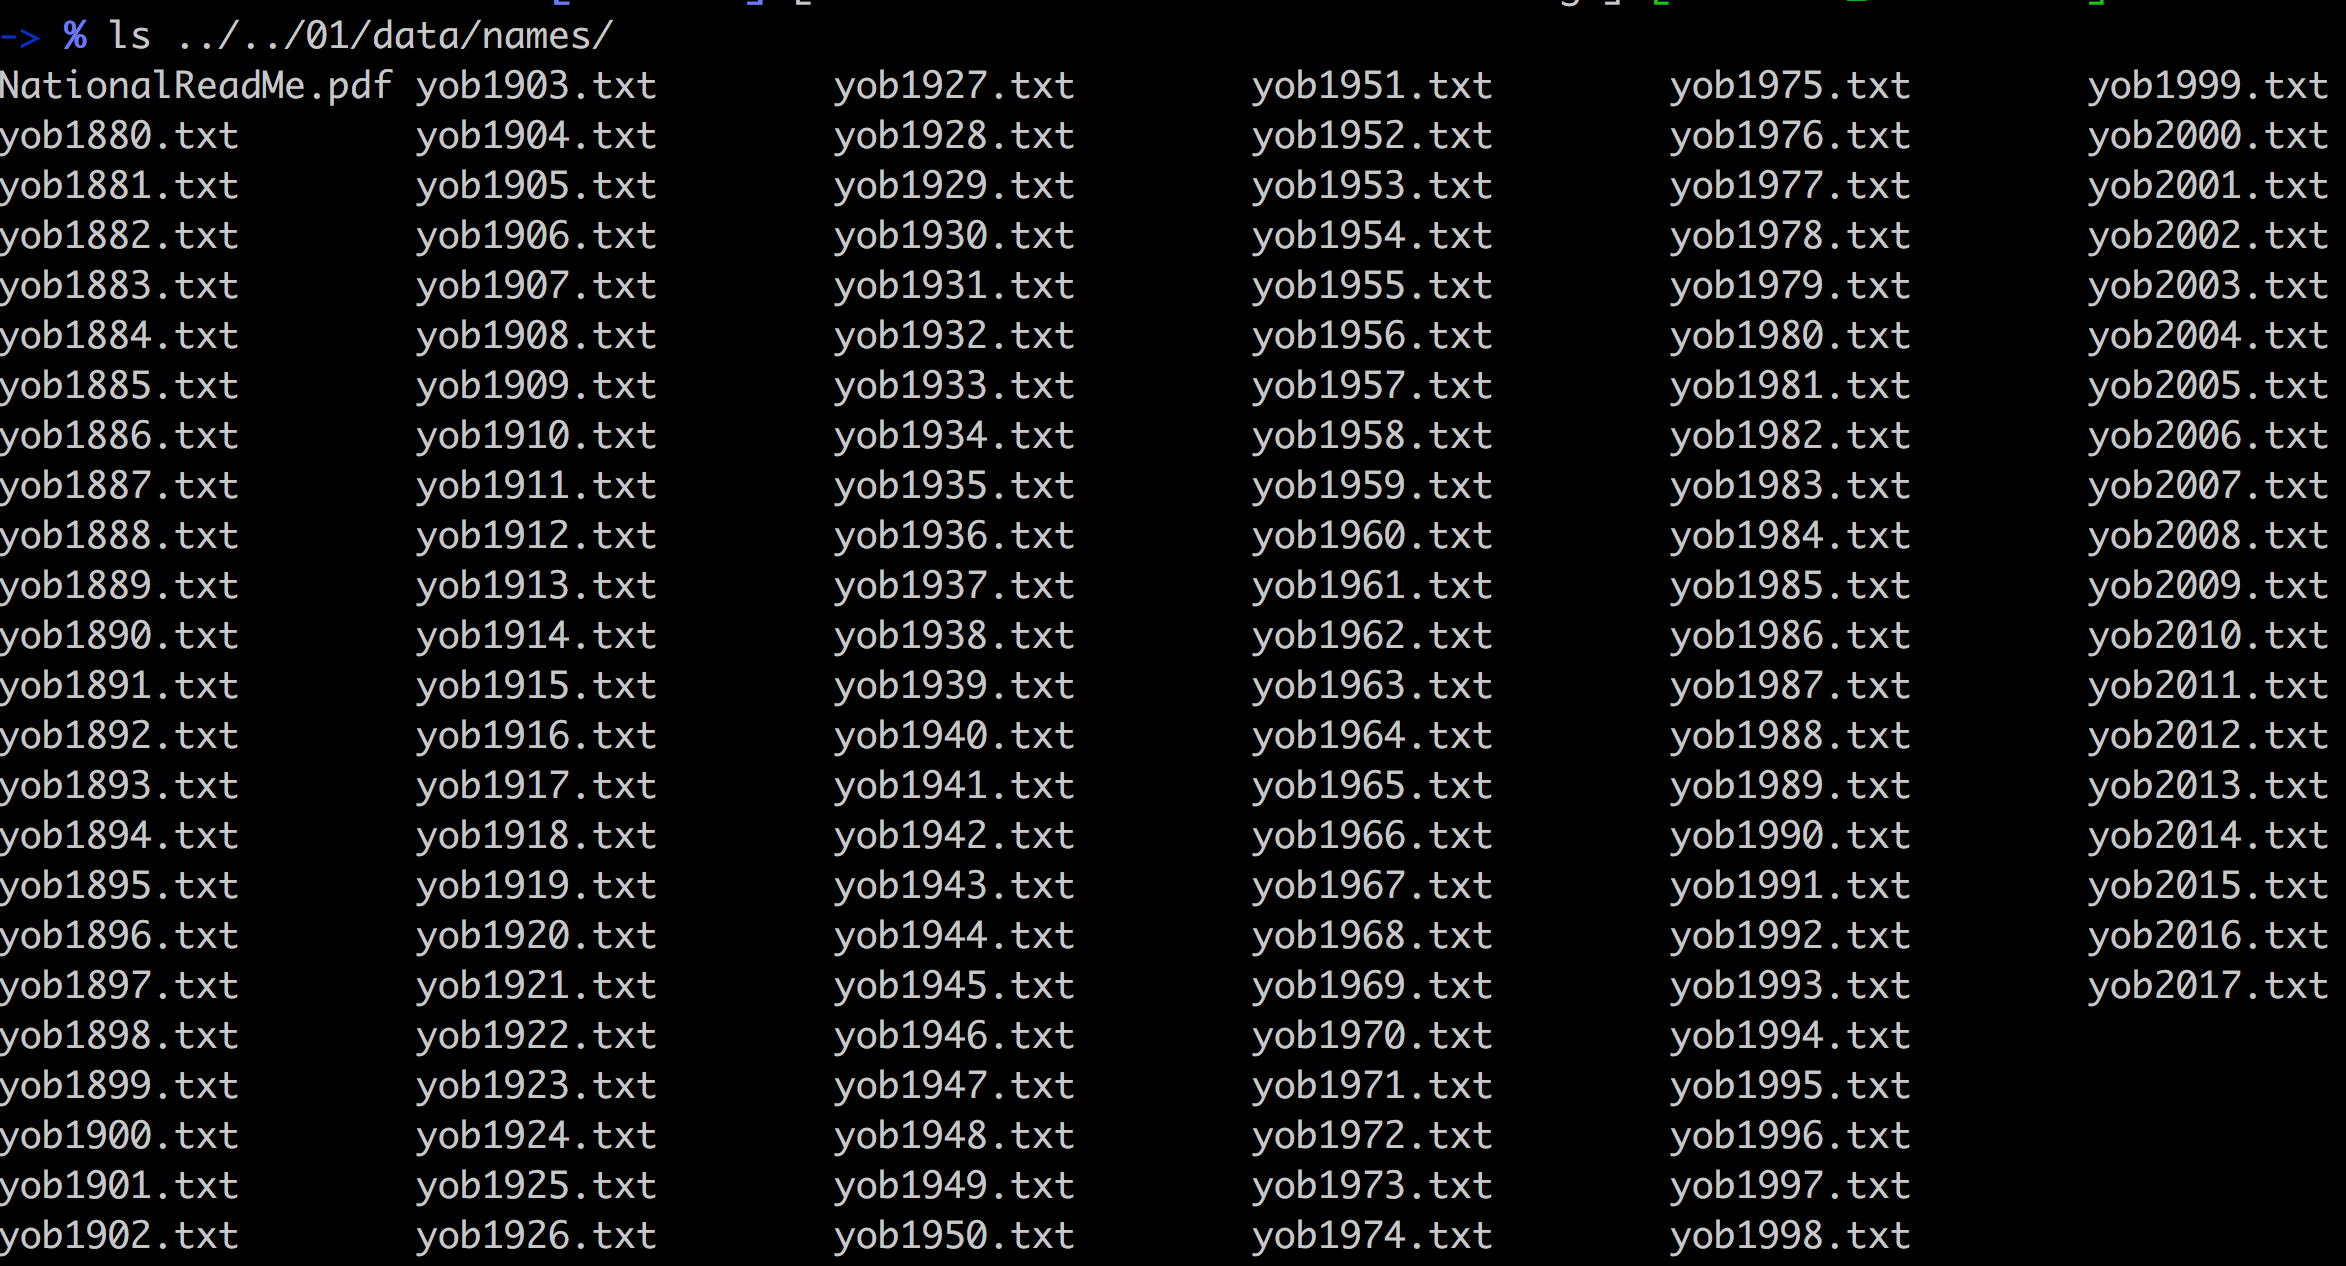 -> % ls ../../01/data/names/
NationalReadMe.pdf yob1903.txt yob1927.txt yob1951.txt yob1975.txt yob1999.txt
yob1880.txt yob1904.txt yob1928.txt yob1952.txt yob1976.txt yob2000.txt
yob1881.txt yob1905.txt yob1929.txt yob1953.txt yob1977.txt yob2001.txt
yob1882.txt yob1906.txt yob1930.txt yob1954.txt yob1978.txt yob2002.txt
yob1883.txt yob1907.txt yob1931.txt yob1955.txt yob1979.txt yob2003.txt
yob1884.txt yob1908.txt yob1932.txt yob1956.txt yob1980.txt yob2004.txt
yob1885.txt yob1909.txt yob1933.txt yob1957.txt yob1981.txt yob2005.txt
yob1886.txt yob1910.txt yob1934.txt yob1958.txt yob1982.txt yob2006.txt
yob1887.txt yob1911.txt yob1935.txt yob1959.txt yob1983.txt yob2007.txt
yob1888.txt yob1912.txt yob1936.txt yob1960.txt yob1984.txt yob2008.txt
yob1889.txt yob1913.txt yob1937.txt yob1961.txt yob1985.txt yob2009.txt
yob1890.txt yob1914.txt yob1938.txt yob1962.txt yob1986.txt yob2010.txt
yob1891.txt yob1915.txt yob1939.txt yob1963.txt yob1987.txt yob2011.txt
yob1892.txt yob1916.txt yob1940.txt yob1964.txt yob1988.txt yob2012.txt
yob1893.txt yob1917.txt yob1941.txt yob1965.txt yob1989.txt yob2013.txt
yob1894.txt yob1918.txt yob1942.txt yob1966.txt yob1990.txt yob2014.txt
yob1895.txt yob1919.txt yob1943.txt yob1967.txt yob1991.txt yob2015.txt
yob1896.txt yob1920.txt yob1944.txt yob1968.txt yob1992.txt yob2016.txt
yob1897.txt yob1921.txt yob1945.txt yob1969.txt yob1993.txt yob2017.txt
yob1898.txt yob1922.txt yob1946.txt yob1970.txt yob1994.txt
yob1899.txt yob1923.txt yob1947.txt yob1971.txt yob1995.txt
yob1900.txt yob1924.txt yob1948.txt yob1972.txt yob1996.txt
yob1901.txt yob1925.txt yob1949.txt yob1973.txt yob1997.txt
yob1902.txt yob1926.txt yob1950.txt yob1974.txt yob1998.txt